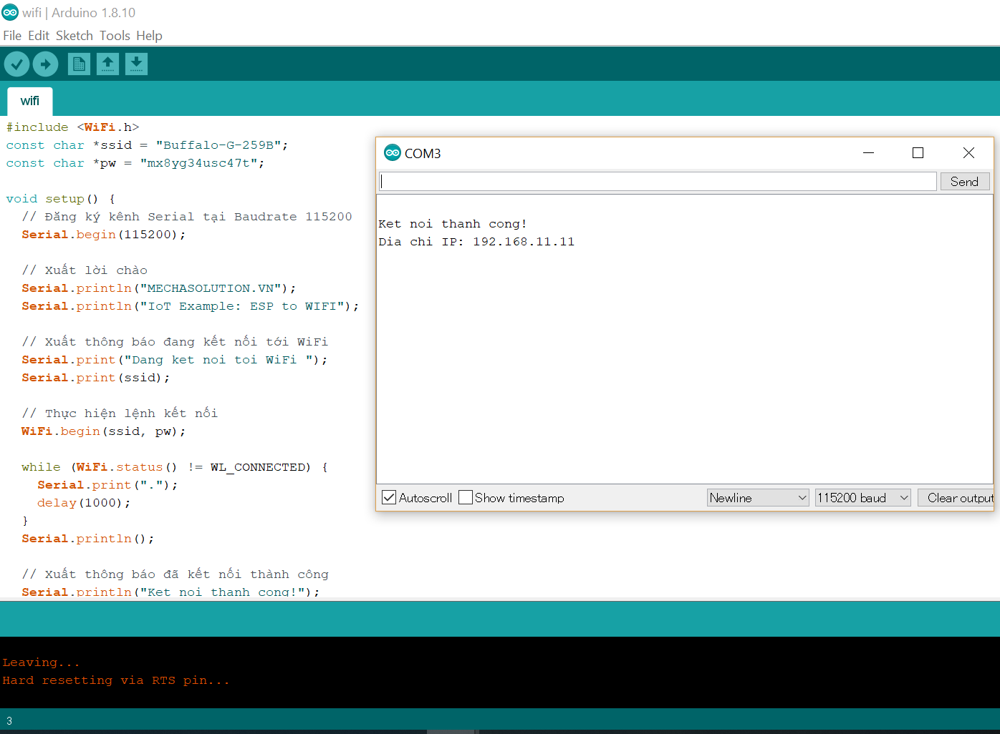 wifi | Arduino 1.8.10
File Edit Sketch Tools Help
wifi
#include <WiFi.h>
const char *ssid = "Buffalo-G-259B";
const char *pw = "mx8yg34usc47t";
void setup() {
// Đăng ký kênh Serial tại Baudrate 115200
Serial.begin(115200);
// Xuất lời chào
Serial.println("MECHASOLUTION.VN");
Serial.println("IoT Example: ESP to WIFI");
// Xuất thông báo đang kết nối tới WiFi
Serial.print("Dang ket noi toi WiFi ");
Serial.print(ssid);
// Thực hiện lệnh kết nối
WiFi.begin(ssid, pw);
while (WiFi.status() != WL_CONNECTED) {
Serial.print(".");
delay(1000);
}
Serial.println();
// Xuất thông báo đã kết nối thành công
Serial.println("Ket noi thanh cong!");
COM3
Send
Ket noi thanh cong!
Dia chi IP: 192.168.11.11
Autoscroll Show timestamp Newline 115200 baud Clear output
Leaving...
Hard resetting via RTS pin...
3